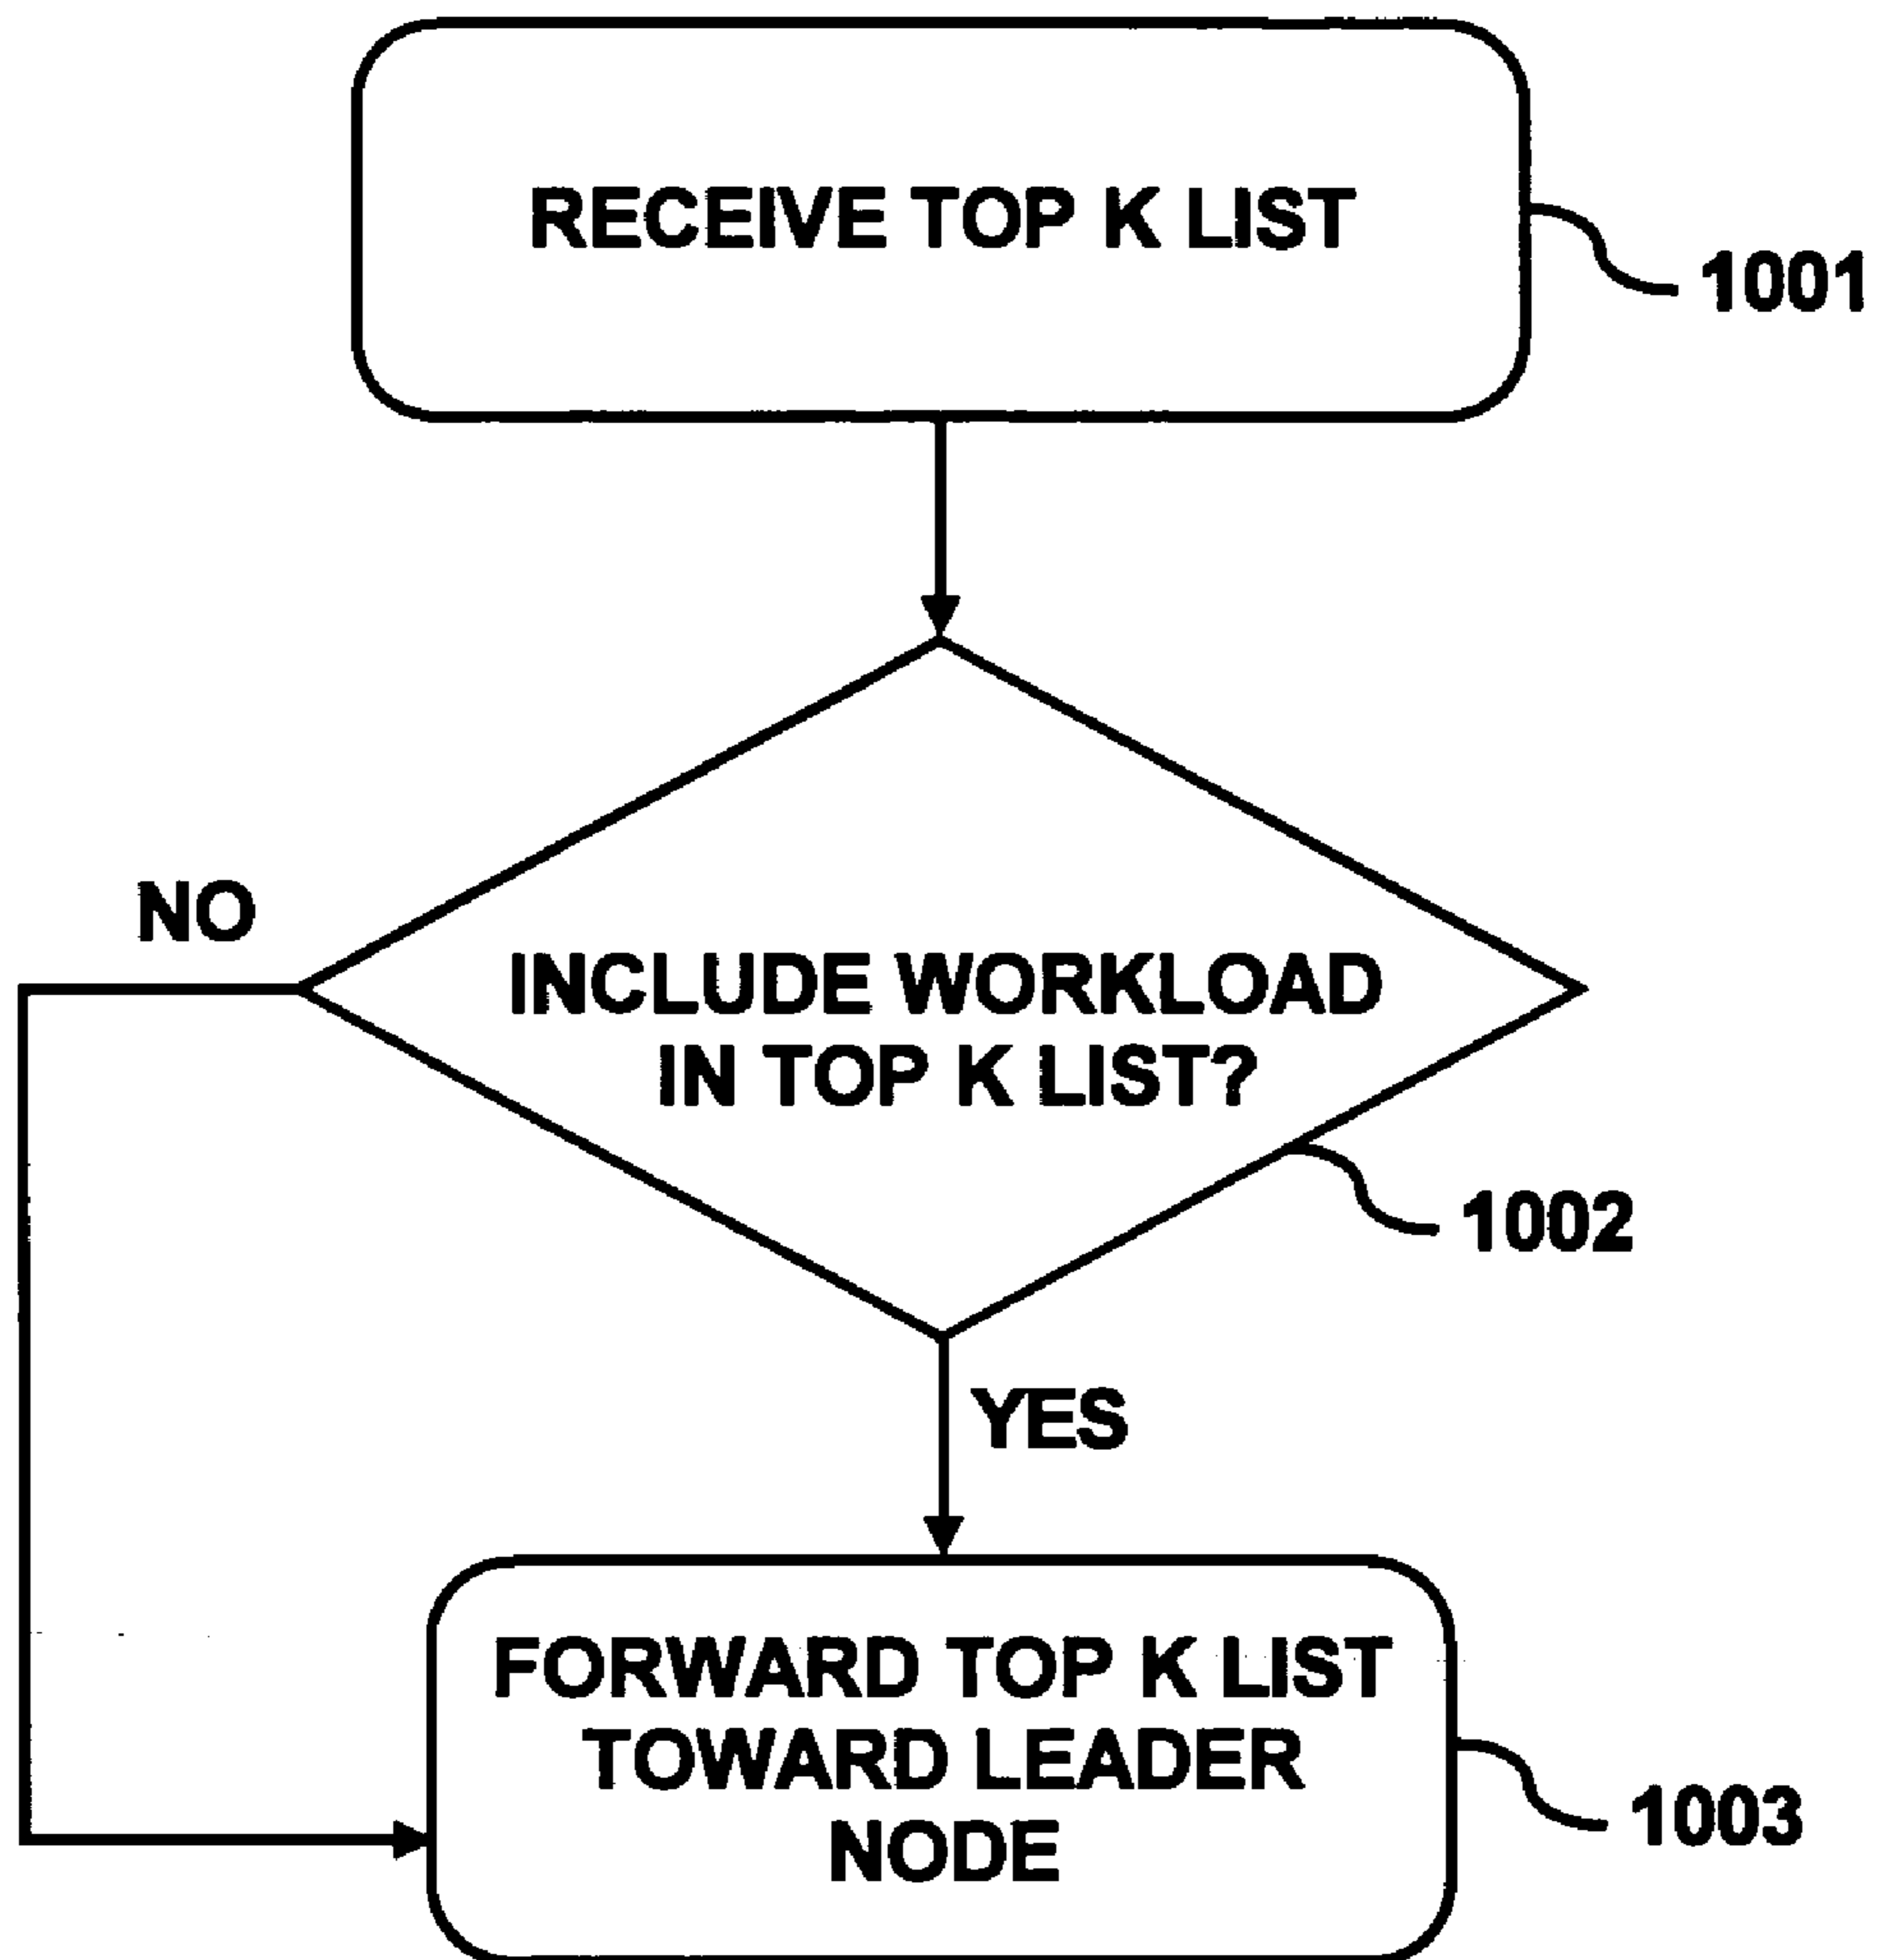 RECEIVE TOP K LIST
1001
NO
INCLUDE WORKLOAD
IN TOP K LIST?
1002
YES
FORWARD TOP K LIST
TOWARD LEADER
NODE
1003